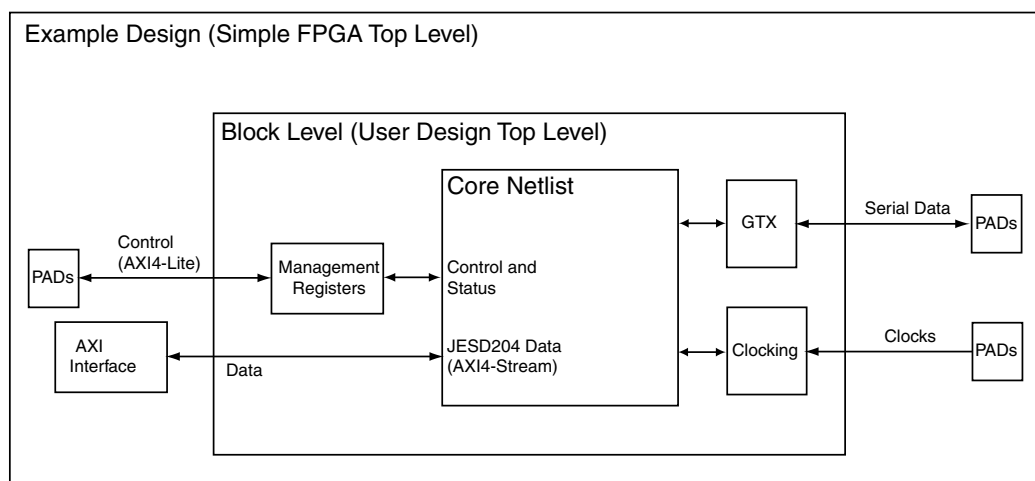 Example Design (Simple FPGA Top Level)
Block Level (User Design Top Level)
Core Netlist
GTX
Serial Data
PADs
Control
(AXI4-Lite)
PADs
Management
Registers
Control and
Status
AXI
Interface
Data
JESD204 Data
(AXI4-Stream)
Clocking
Clocks
PADs